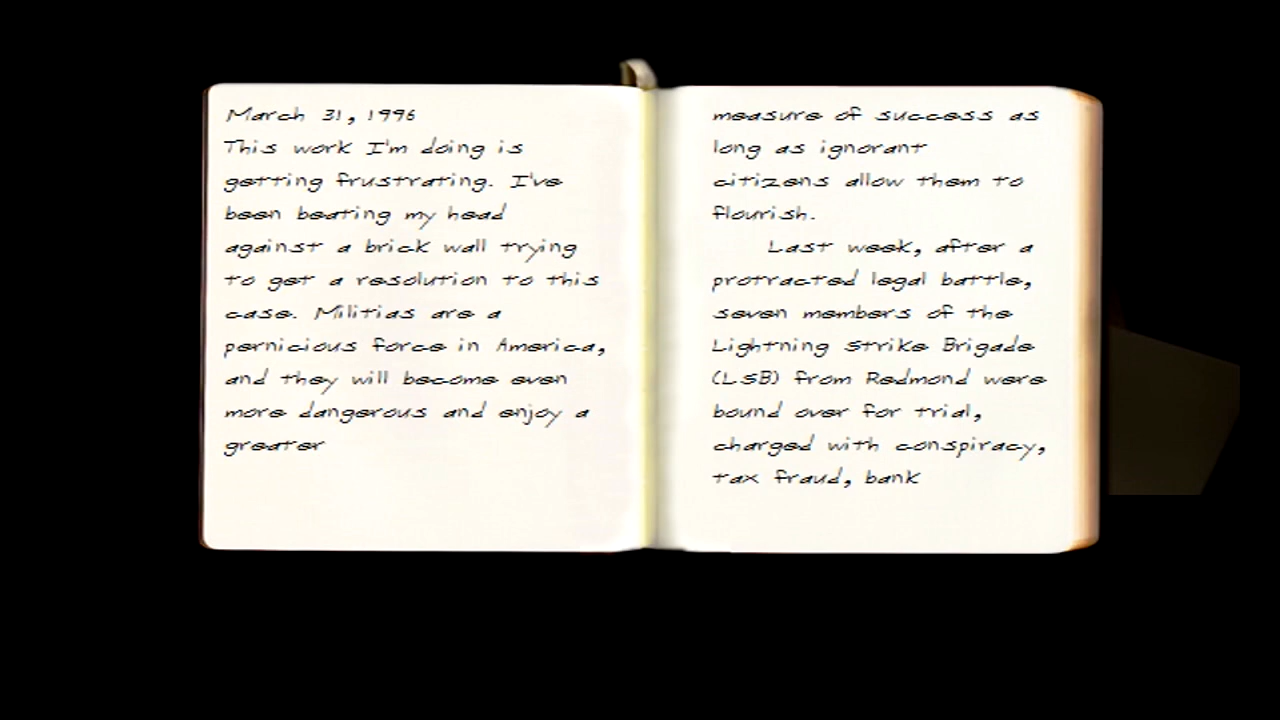 March 31, 1996
This work I'm doing is
getting frustrating. I've
been beating my head
against a brick wall trying
to get a resolution to this
case. Militias are a
pernicious force in America,
and they will become even
more dangerous and enjoy a
greater
measure of success as
long as ignorant
citizens allow them to
flourish.
Last week, after a
protracted legal battle,
seven members of the
Lightning Strike Brigade
(LSB) from Redmond were
bound over for trial,
charged with conspiracy,
tax fraud, bank